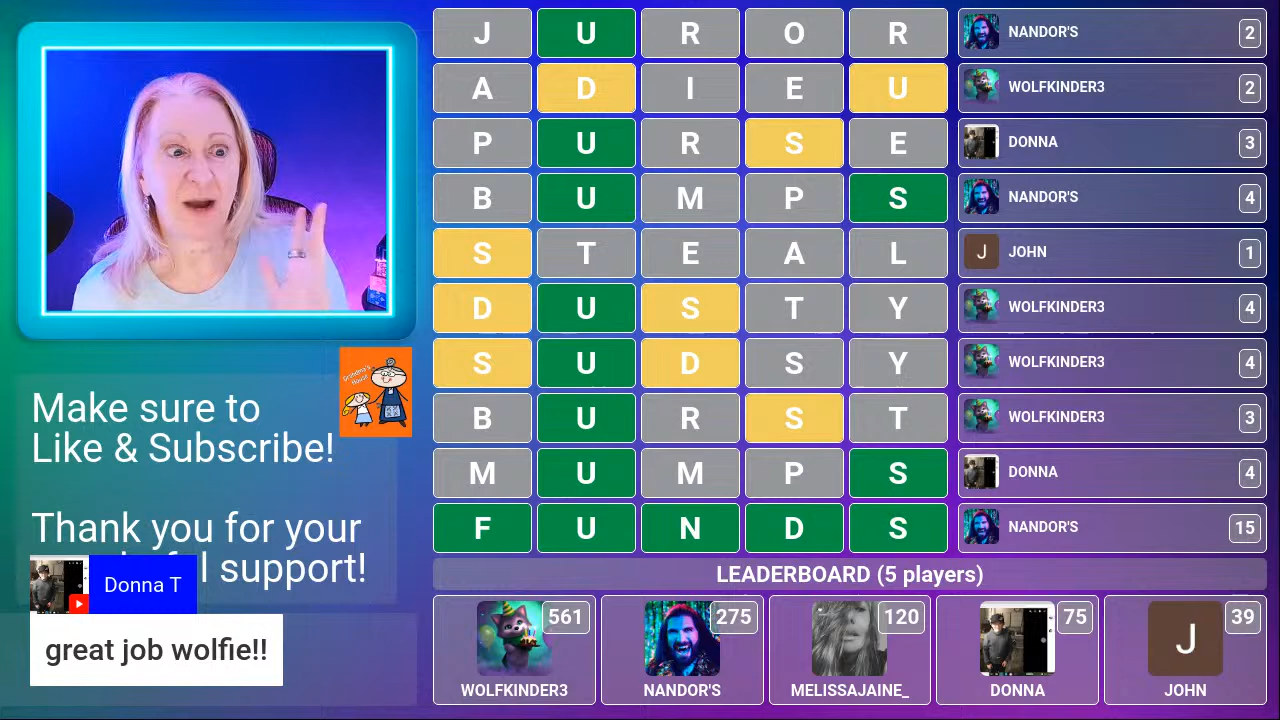 J U R O R NANDOR'S 2
A D I E U WOLFKINDER3 2
P U R S E DONNA 3
B U M P S NANDOR'S 4
S T E A L J JOHN 1
D U S T Y WOLFKINDER3 4
S U D S Y WOLFKINDER3 4
B U R S T WOLFKINDER3 3
M U M P S DONNA 4
F U N D S NANDOR'S 15
LEADERBOARD (5 players)
561 275 120 75 J 39
WOLFKINDER3 NANDOR'S MELISSAJAINE_ DONNA JOHN
Grandma's
House
Make sure to
Like & Subscribe!
Thank you for your
support!
Donna T
great job wolfie!!